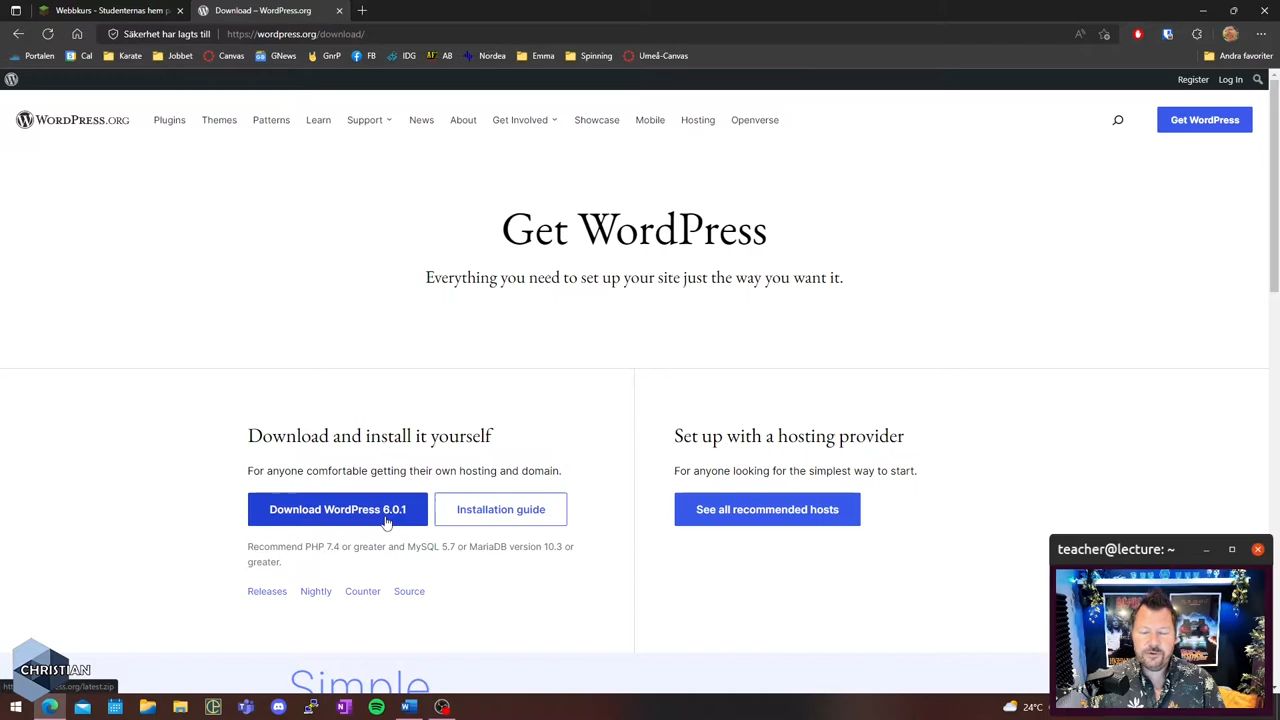 Webbkurs - Studenternas hem p
Download – WordPress.org
Säkerhet har lagts till
https://wordpress.org/download/
Portalen
Cal
Karate
Jobbet
Canvas
GNews
GnrP
FB
IDG
AB
Nordea
Emma
Spinning
Umeå-Canvas
Andra favoriter
Register
Log In
WORDPRESS.ORG
Plugins
Themes
Patterns
Learn
Support
News
About
Get Involved
Showcase
Mobile
Hosting
Openverse
Get WordPress
Get WordPress
Everything you need to set up your site just the way you want it.
Download and install it yourself
For anyone comfortable getting their own hosting and domain.
Download WordPress 6.0.1
Installation guide
Recommend PHP 7.4 or greater and MySQL 5.7 or MariaDB version 10.3 or
greater.
Releases
Nightly
Counter
Source
Set up with a hosting provider
For anyone looking for the simplest way to start.
See all recommended hosts
teacher@lecture: ~
Simple
CHRISTIAN
ess.org/latest.zip
24°C